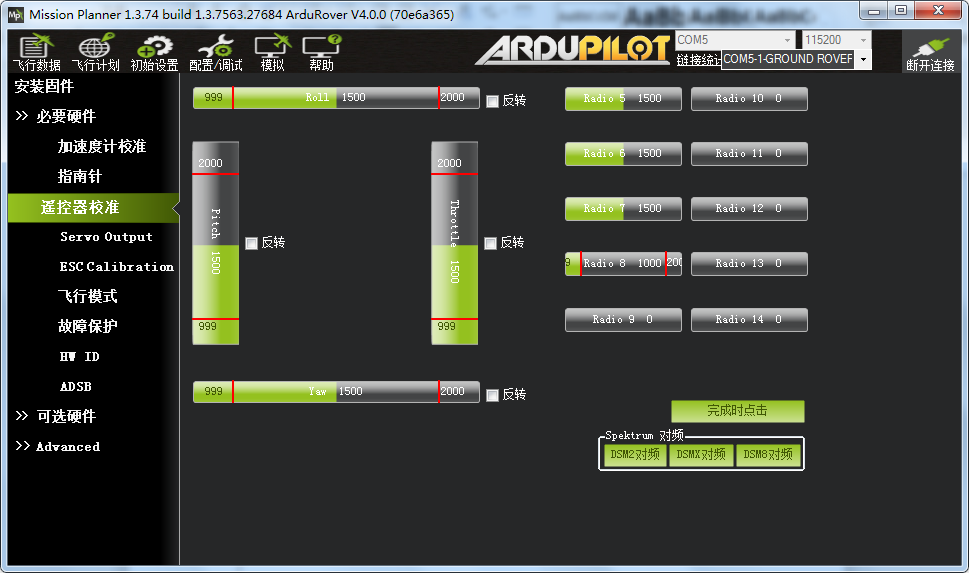 Mission Planner 1.3.74 build 1.3.7563.27684 ArduRover V4.0.0 (70e6a365)
飞行数据 飞行计划 初始设置 配置/调试 模拟 帮助
ARDUPILOT
COM5 115200
链接统计 COM5-1-GROUND ROVER
断开连接
安装固件
>> 必要硬件
加速度计校准
指南针
遥控器校准
Servo Output
ESC Calibration
飞行模式
故障保护
HW ID
ADSB
>> 可选硬件
>> Advanced
999 Roll 1500 2000 反转
2000 Pitch 1500 999 反转
2000 Throttle 1500 999 反转
999 Yaw 1500 2000 反转
Radio 5 1500 Radio 10 0
Radio 6 1500 Radio 11 0
Radio 7 1500 Radio 12 0
9 Radio 8 1000 200 Radio 13 0
Radio 9 0 Radio 14 0
完成时点击
Spektrum 对频
DSM2对频 DSMX对频 DSM8对频